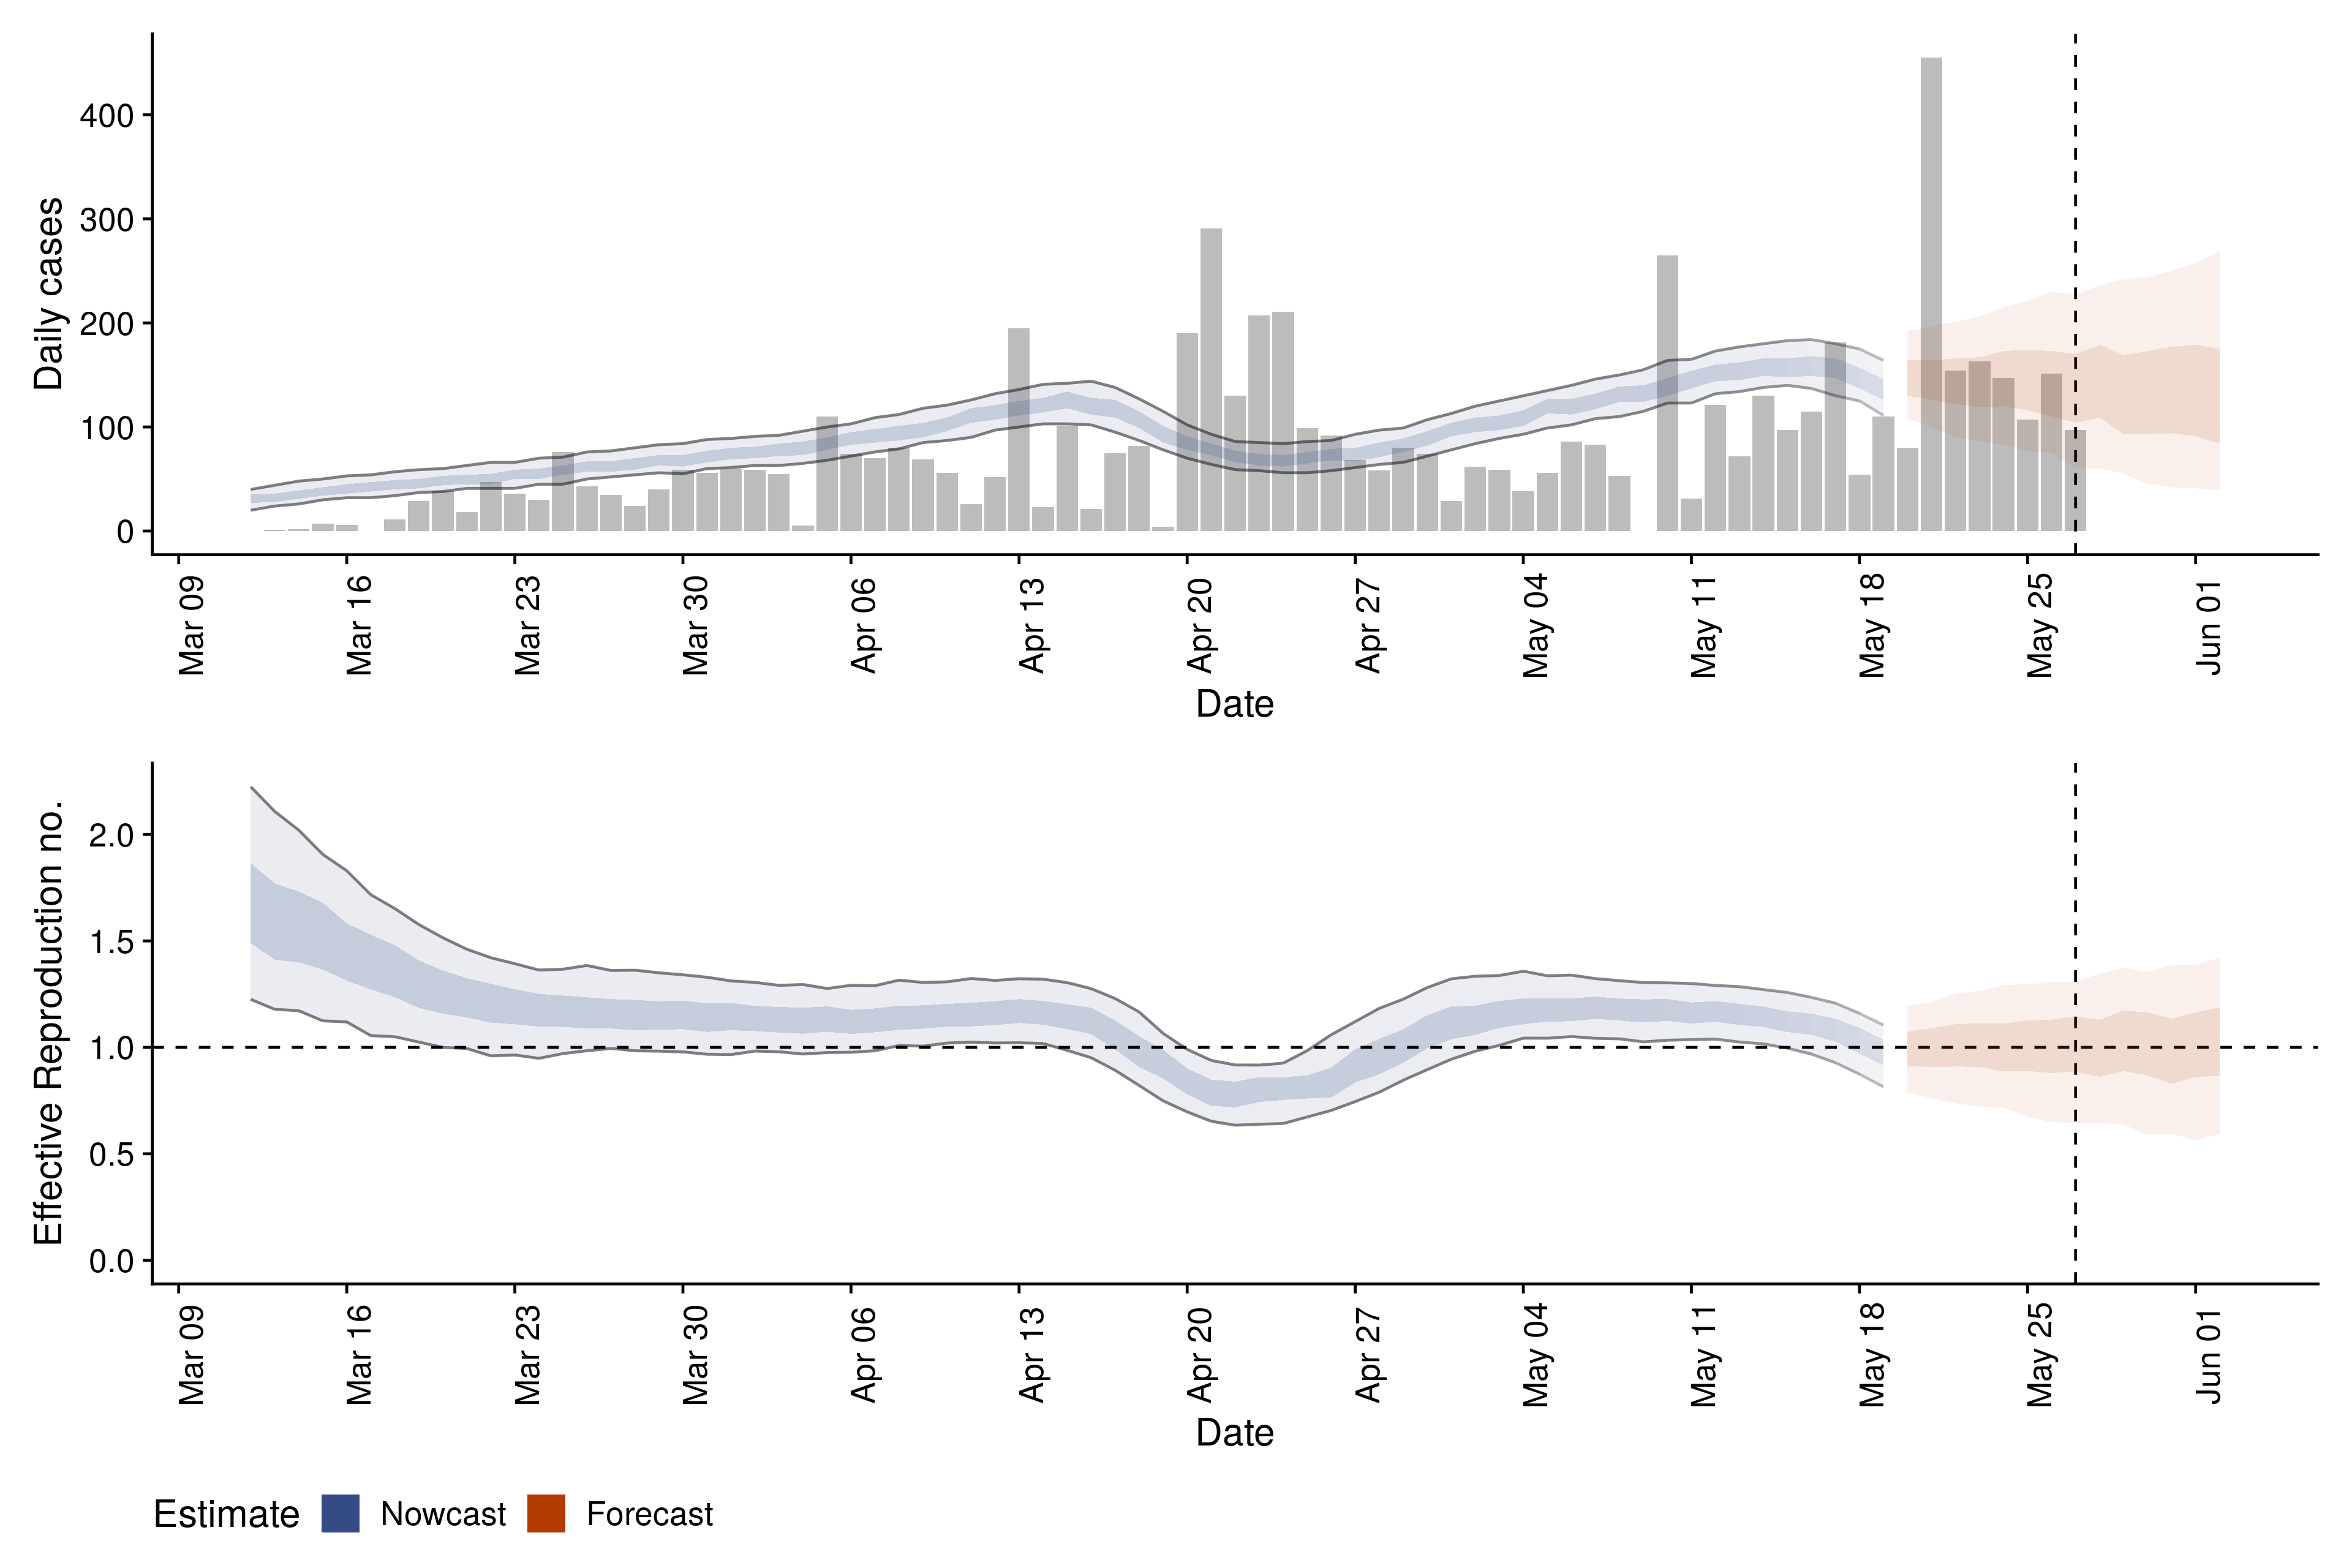 Daily cases
400
300
200
100
0
Mar 09
Mar 16
Mar 23
Mar 30
Apr 06
Apr 13
Apr 20
Apr 27
May 04
May 11
May 18
May 25
Jun 01
Date
Effective Reproduction no.
2.0
1.5
1.0
0.5
0.0
Mar 09
Mar 16
Mar 23
Mar 30
Apr 06
Apr 13
Apr 20
Apr 27
May 04
May 11
May 18
May 25
Jun 01
Date
Estimate Nowcast Forecast